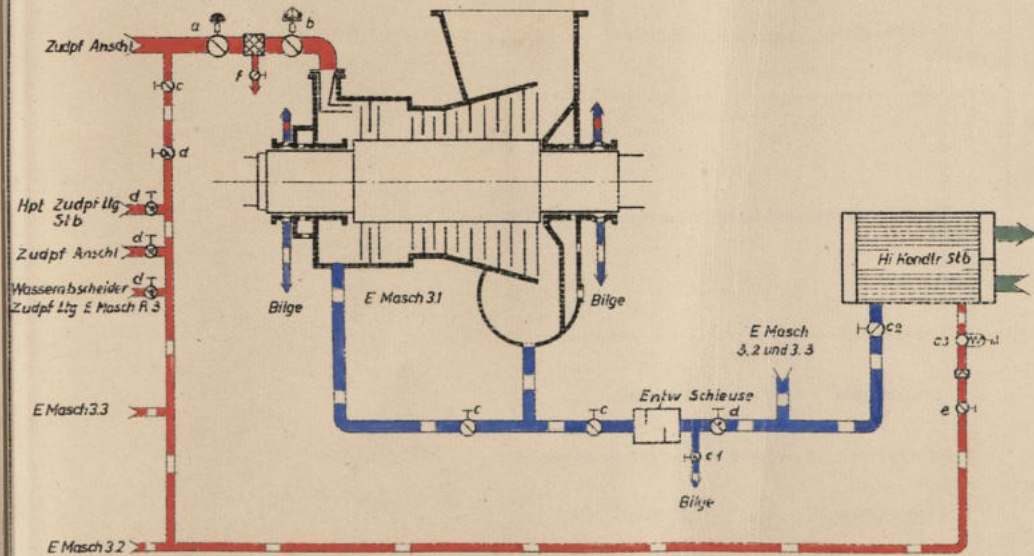 a
b
Zudpf Anschl
f
c
d
d
Hpt Zudpf Ltg
Stb
d
Zudpf Anschl
d
Wasserabscheider
Zudpf Ltg E Masch R 3
Bilge
E Masch 3.1
Bilge
Hi Kondlr Stb
E Masch
3.2 und 3.3
c2
c3
E Masch 3.3
c
c
Entw Schleuse
d
e
c1
Bilge
E Masch 3.2